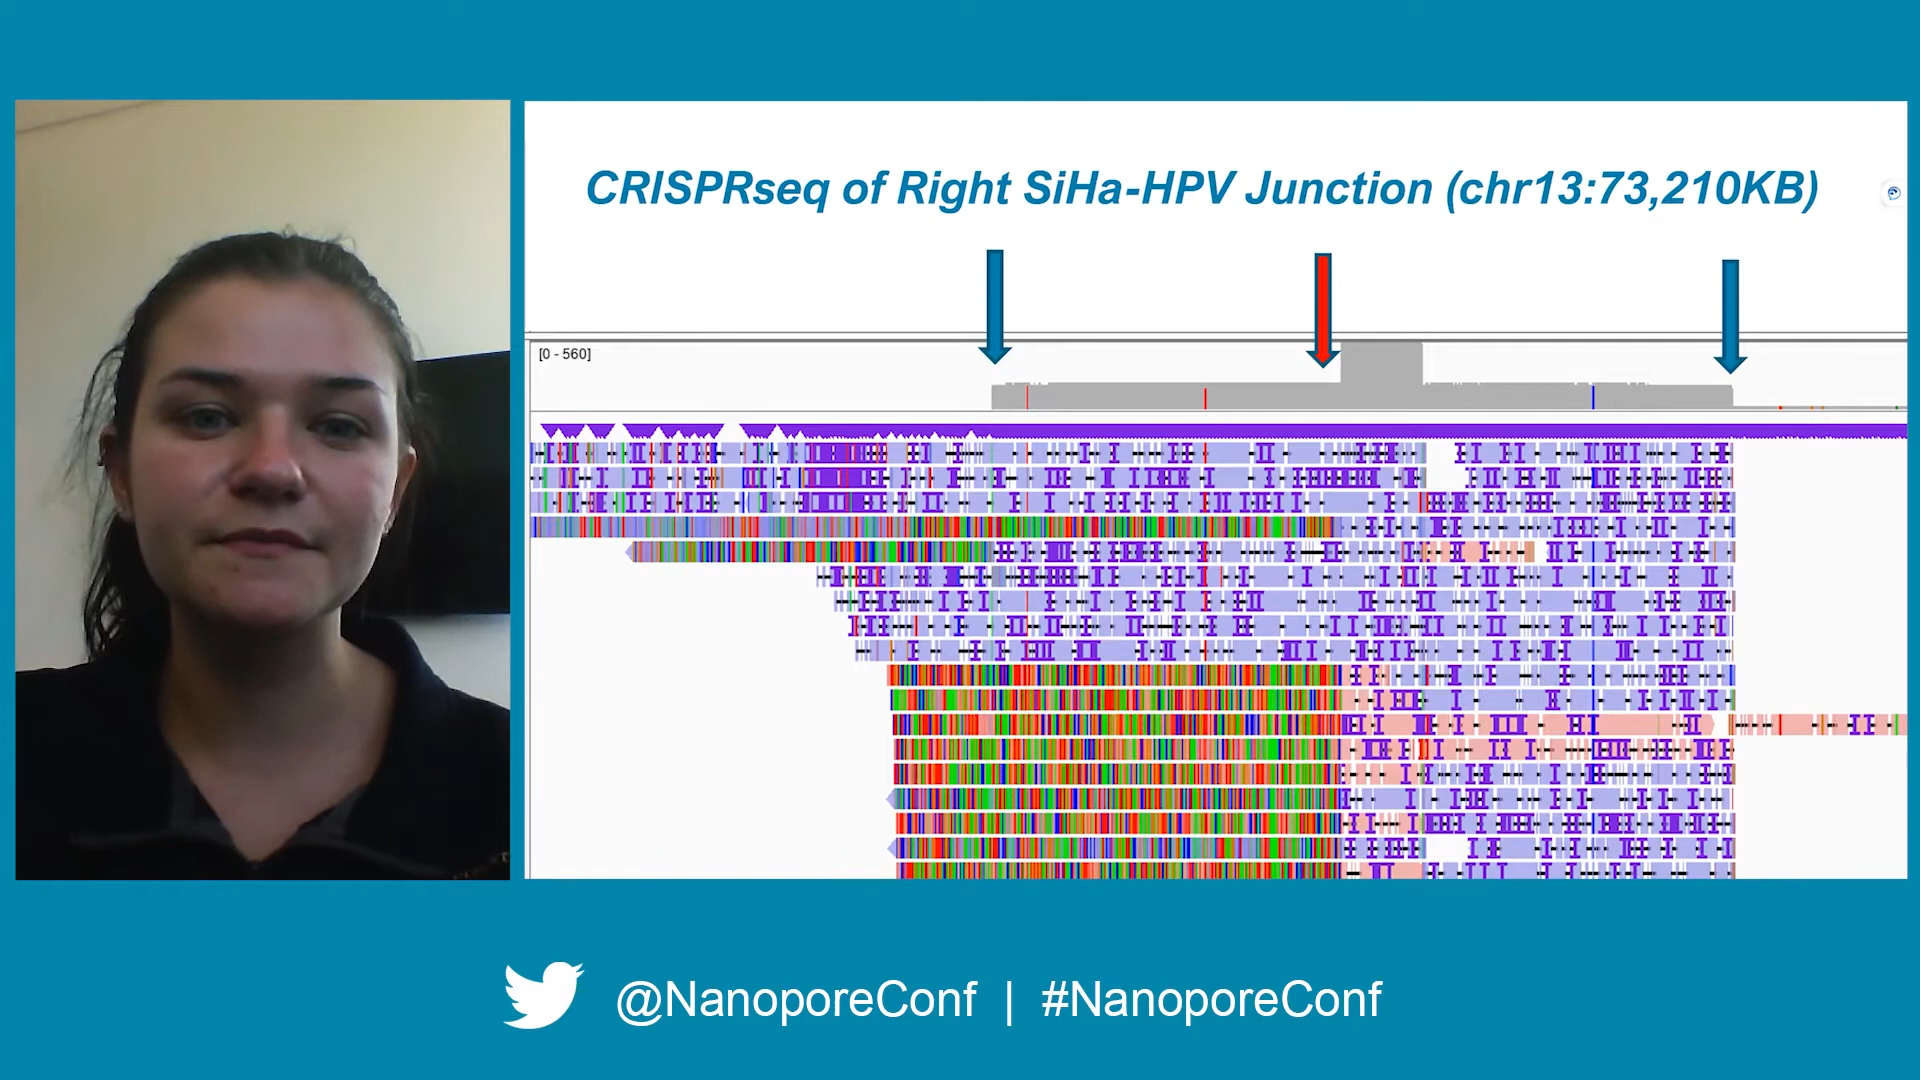 CRISPRseq of Right SiHa-HPV Junction (chr13:73,210KB)
[0 - 560]
@NanoporeConf | #NanoporeConf